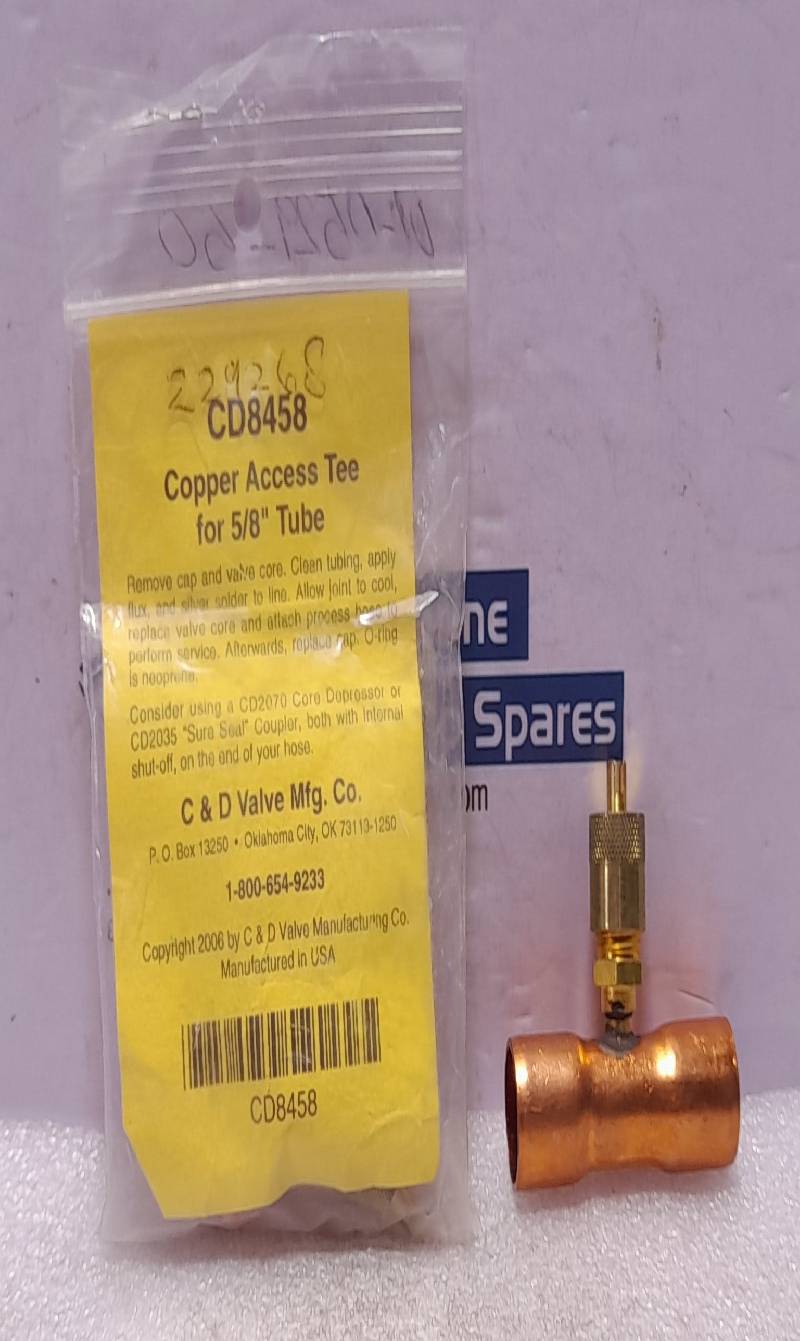 229268
CD8458
Copper Access Tee
for 5/8" Tube
Remove cap and valve core. Clean tubing, apply
flux, and silver solder to line. Allow joint to cool,
replace valve core and attach process hose to
perform service. Afterwards, replace cap. O-ring
is neoprene.
Consider using a CD2070 Core Depressor or
CD2035 "Sure Seal" Coupler, both with internal
shut-off, on the end of your hose.
C & D Valve Mfg. Co.
P. O. Box 13250 • Oklahoma City, OK 73113-1250
1-800-654-9233
Copyright 2006 by C & D Valve Manufacturing Co.
Manufactured in USA
CD8458
ne
Spares
om